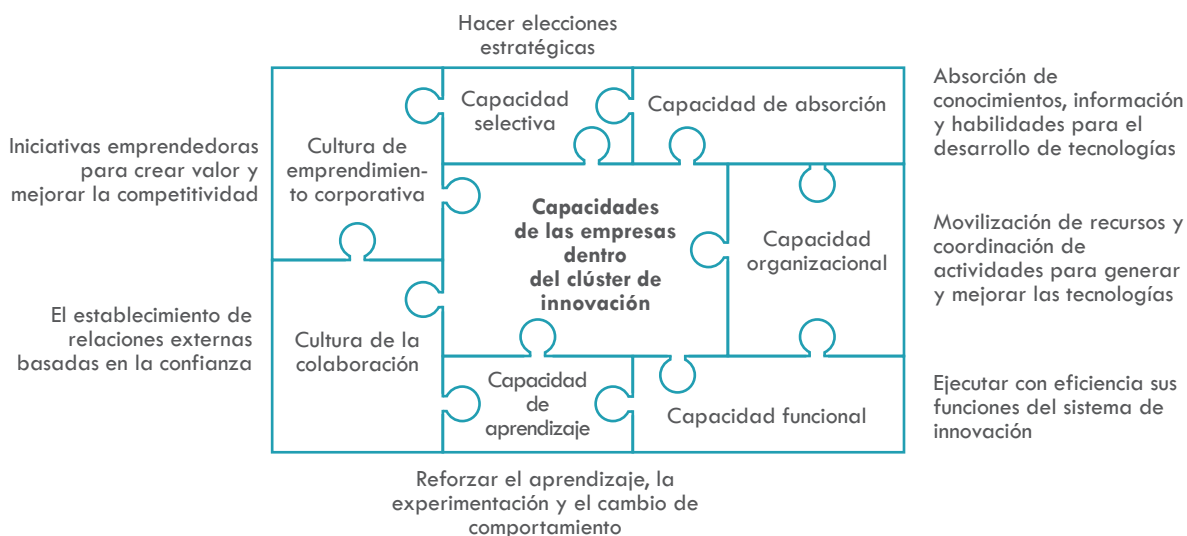 Hacer elecciones
estratégicas
Capacidad
selectiva
Capacidad de absorción
Absorción de
conocimientos, información
y habilidades para el
desarrollo de tecnologías
Iniciativas emprendedoras
para crear valor y
mejorar la competitividad
Cultura de
emprendimien-
to corporativa
Capacidades
de las empresas
dentro
del clúster de
innovación
Capacidad
organizacional
Movilización de recursos y
coordinación de
actividades para generar
y mejorar las tecnologías
El establecimiento de
relaciones externas
basadas en la confianza
Cultura de la
colaboración
Capacidad
de
aprendizaje
Capacidad funcional
Ejecutar con eficiencia sus
funciones del sistema de
innovación
Reforzar el aprendizaje, la
experimentación y el cambio de
comportamiento